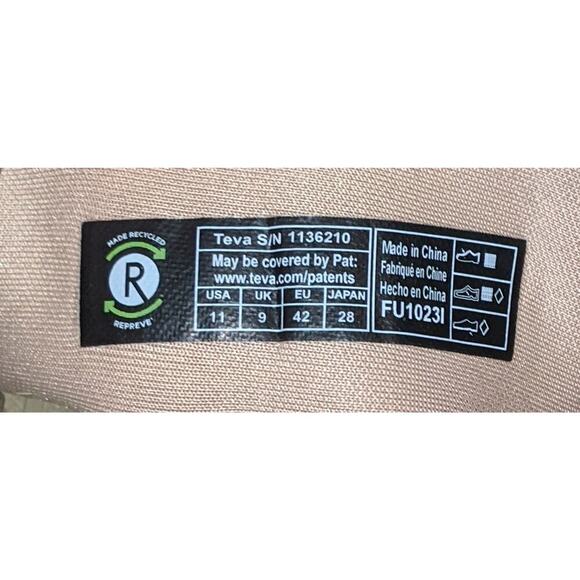 MADE RECYCLED
R
REPREVE
Teva S/N 1136210
May be covered by Pat:
www.teva.com/patents
USA UK EU JAPAN
11 9 42 28
Made in China
Fabriqué en Chine
Hecho en China
FU1023I